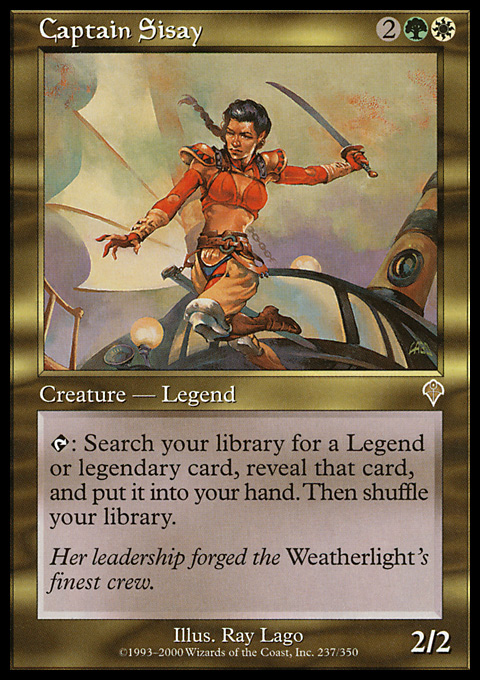 Captain Sisay 2
Creature — Legend
: Search your library for a Legend
or legendary card, reveal that card,
and put it into your hand. Then shuffle
your library.
Her leadership forged the Weatherlight's
finest crew.
Illus. Ray Lago
©1993–2000 Wizards of the Coast, Inc. 237/350
2/2